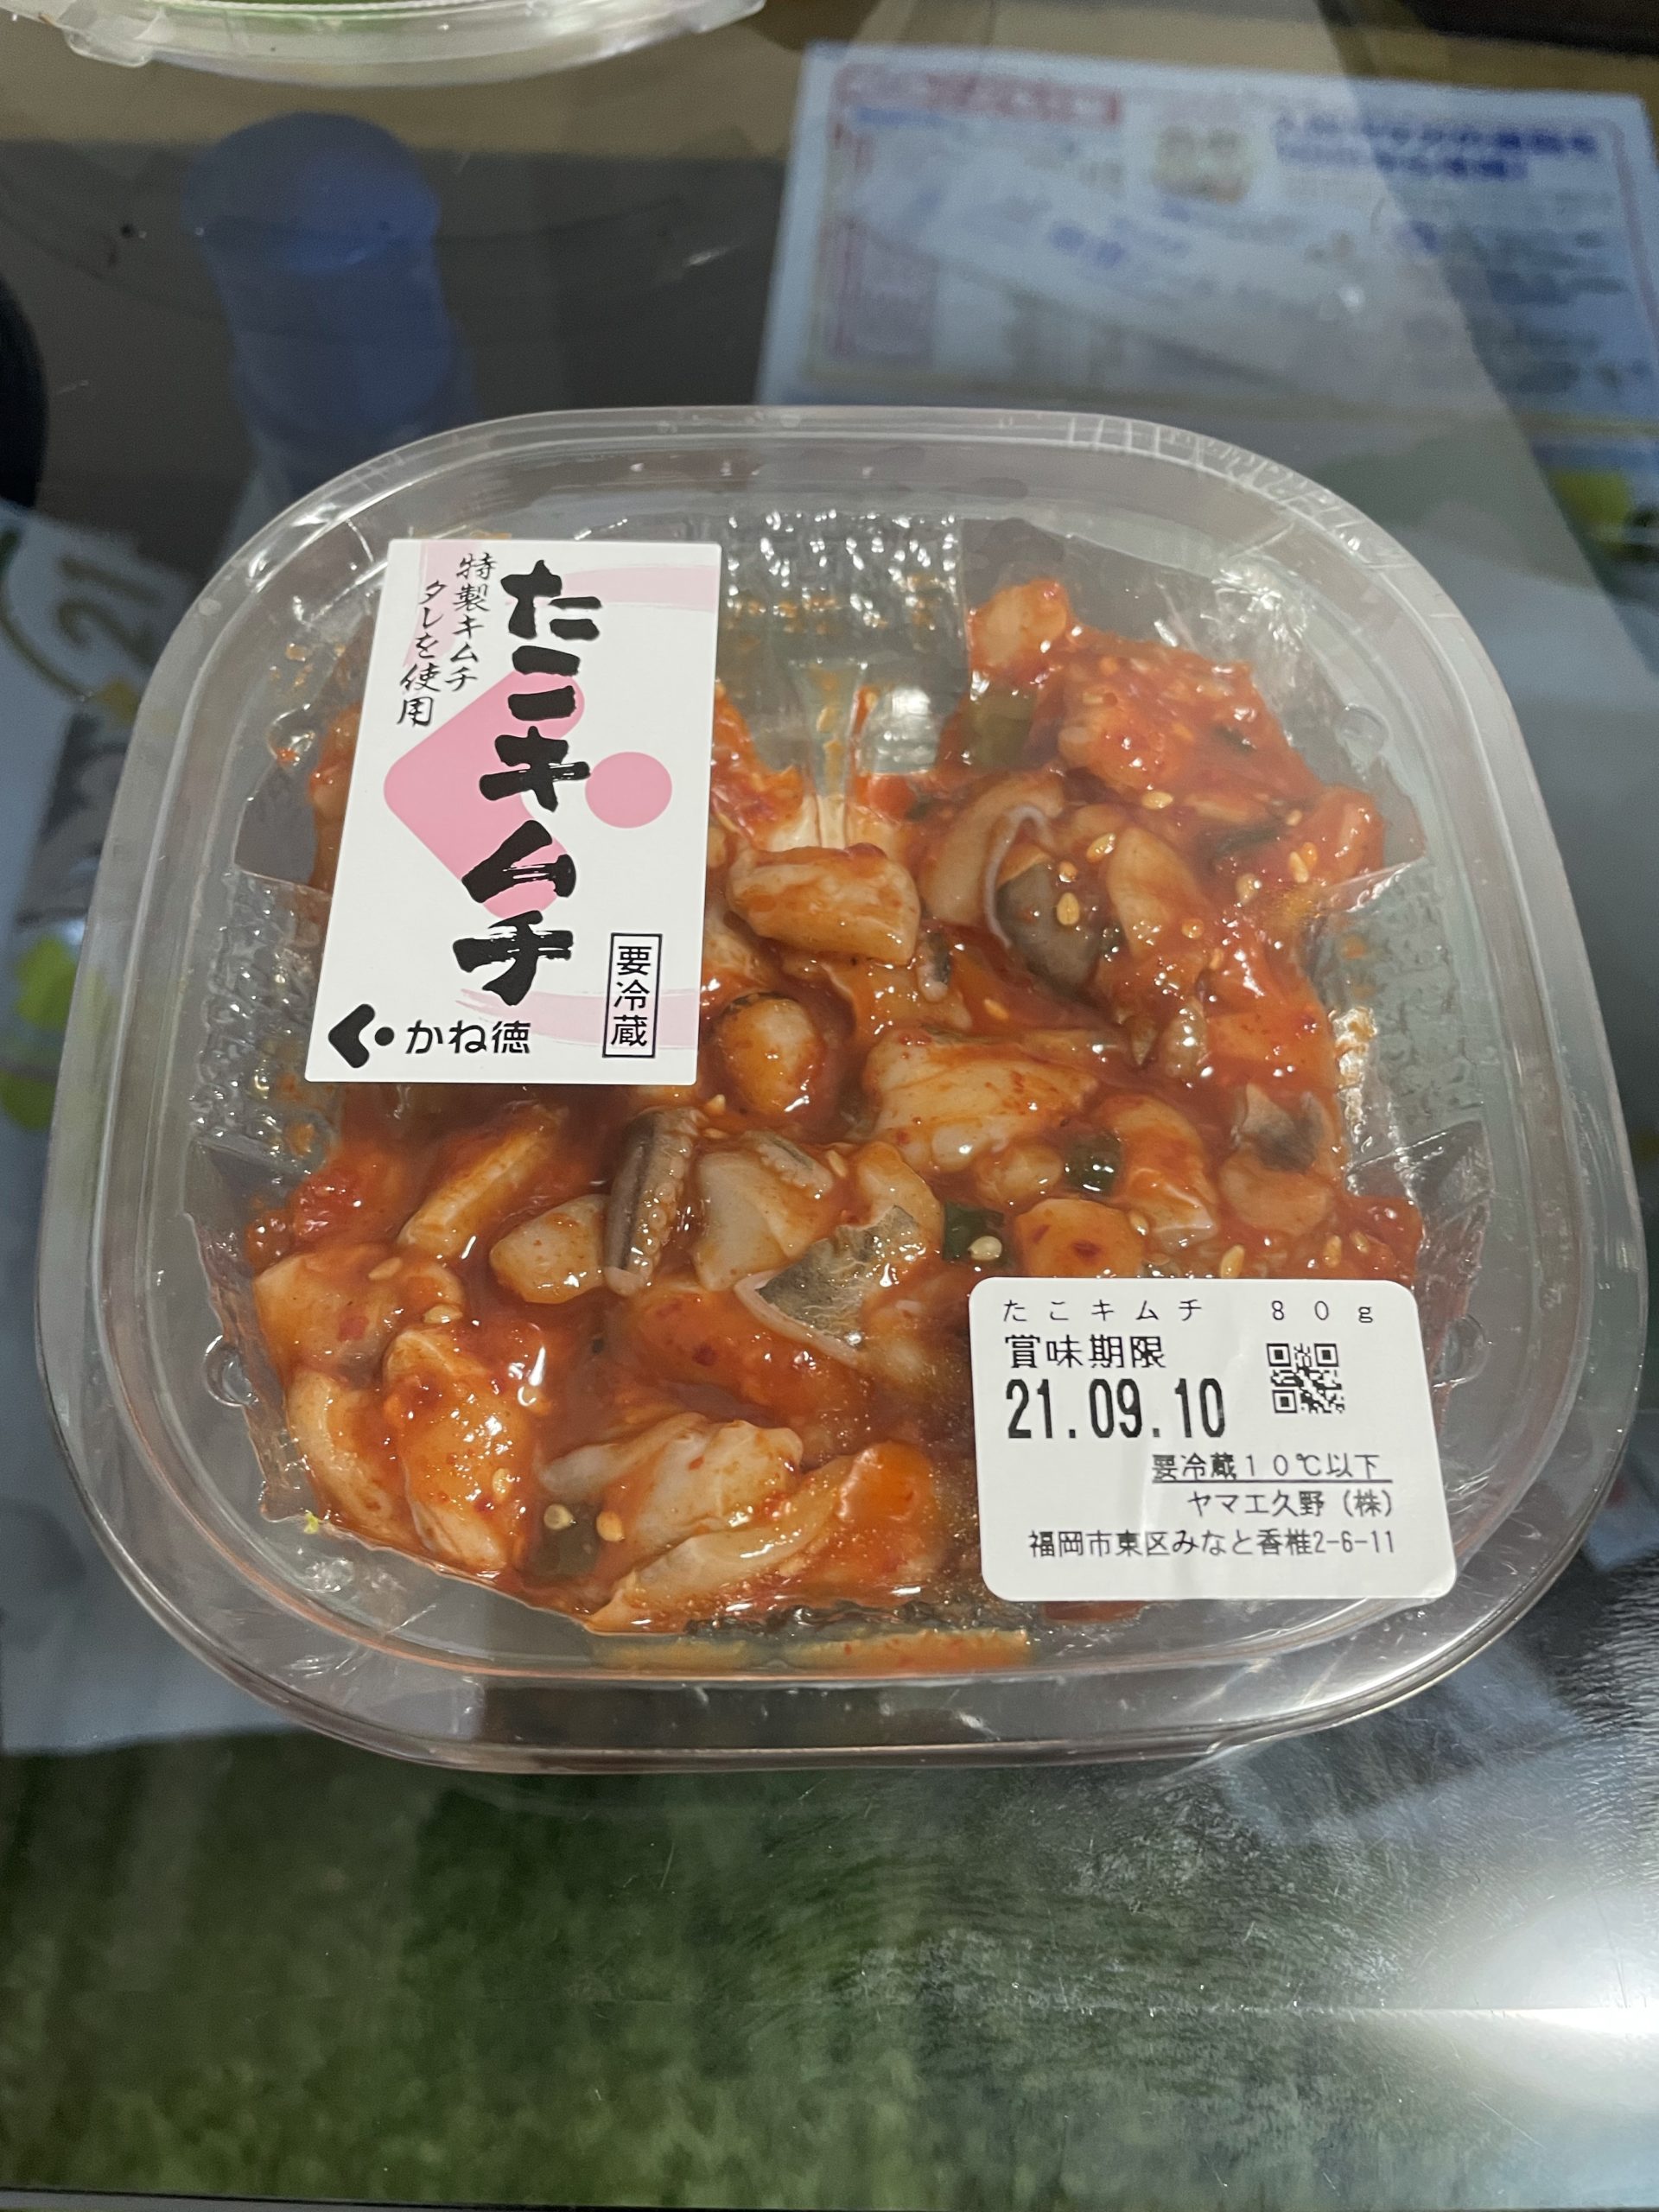 たこキムチ
特製キムチ
タレを使用
要冷蔵
かね徳
たこキムチ 80g
賞味期限
21.09.10
要冷蔵10℃以下
ヤマエ久野(株)
福岡市東区みなと香椎2-6-11
21